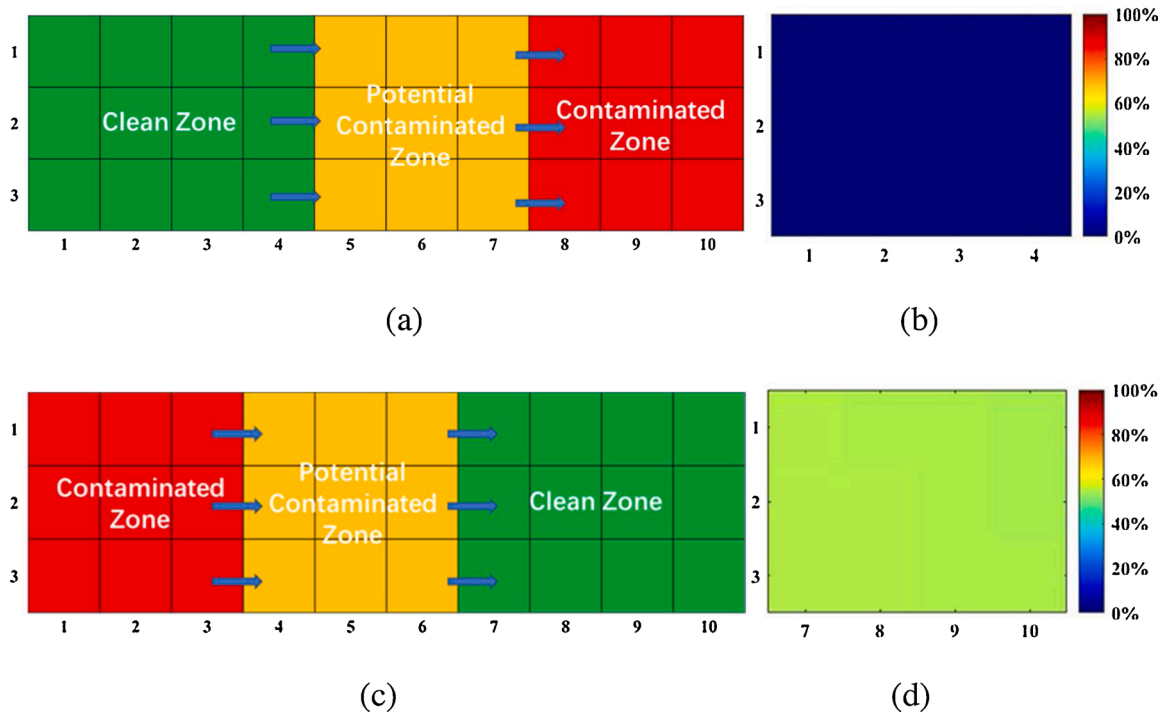 1
2
3
Clean Zone
Potential
Contaminated
Zone
Contaminated
Zone
1 2 3 4 5 6 7 8 9 10
(a)
1
2
3
1 2 3 4
100%
80%
60%
40%
20%
0%
(b)
1
2
3
Contaminated
Zone
Potential
Contaminated
Zone
Clean Zone
1 2 3 4 5 6 7 8 9 10
(c)
1
2
3
7 8 9 10
100%
80%
60%
40%
20%
0%
(d)